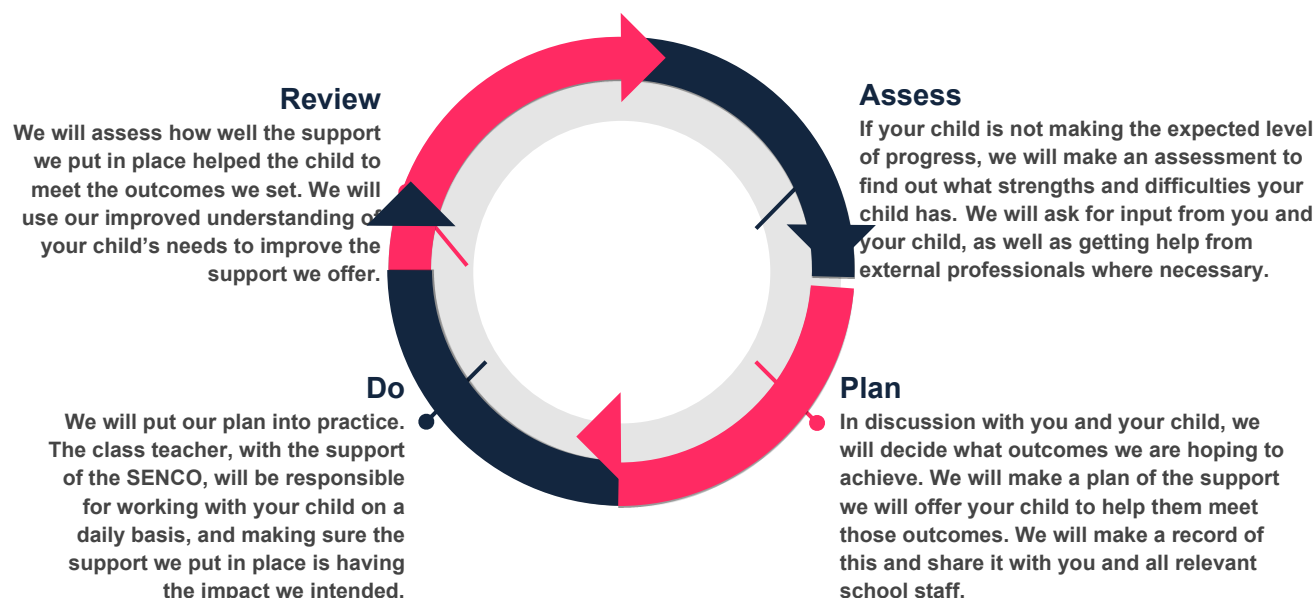 Review
We will assess how well the support
we put in place helped the child to
meet the outcomes we set. We will
use our improved understanding of
your child’s needs to improve the
support we offer.
Assess
If your child is not making the expected level
of progress, we will make an assessment to
find out what strengths and difficulties your
child has. We will ask for input from you and
your child, as well as getting help from
external professionals where necessary.
Do
We will put our plan into practice.
The class teacher, with the support
of the SENCO, will be responsible
for working with your child on a
daily basis, and making sure the
support we put in place is having
the impact we intended.
Plan
In discussion with you and your child, we
will decide what outcomes we are hoping to
achieve. We will make a plan of the support
we will offer your child to help them meet
those outcomes. We will make a record of
this and share it with you and all relevant
school staff.